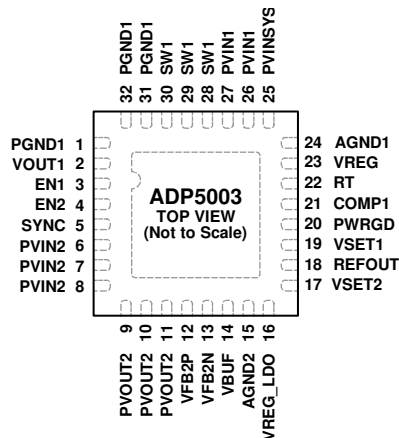 32 PGND1
31 PGND1
30 SW1
29 SW1
28 SW1
27 PVIN1
26 PVIN1
25 PVINSYS
PGND1 1
VOUT1 2
EN1 3
EN2 4
SYNC 5
PVIN2 6
PVIN2 7
PVIN2 8
ADP5003
TOP VIEW
(Not to Scale)
24 AGND1
23 VREG
22 RT
21 COMP1
20 PWRGD
19 VSET1
18 REFOUT
17 VSET2
PVOUT2 9
PVOUT2 10
PVOUT2 11
VFB2P 12
VFB2N 13
VBUF 14
AGND2 15
VREG_LDO 16